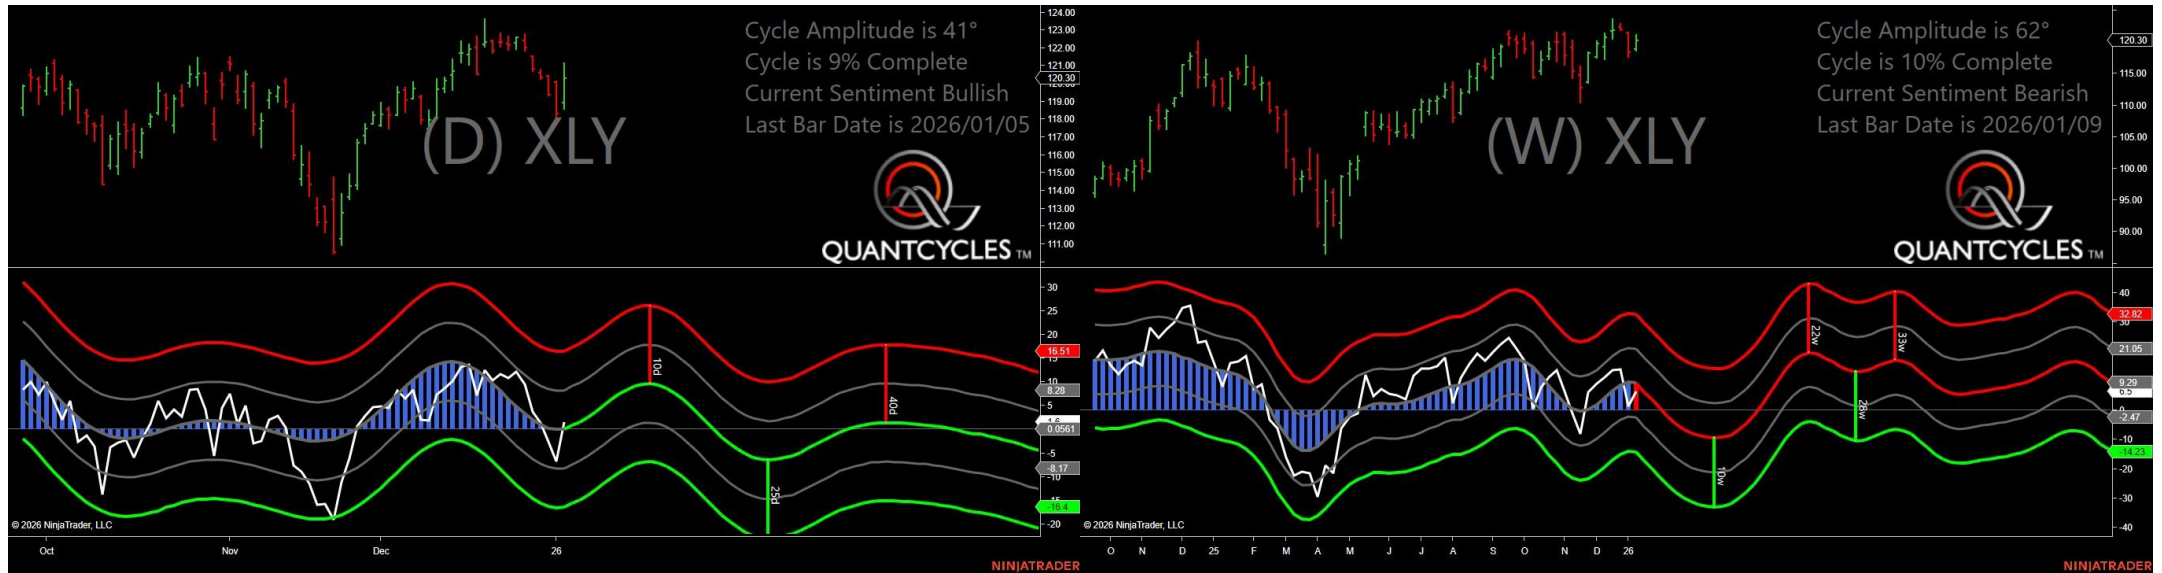 Cycle Amplitude is 41°
Cycle is 9% Complete
Current Sentiment Bullish
Last Bar Date is 2026/01/05
(D) XLY
QUANTCYCLES TM
124.00
123.00
122.00
121.00
120.30
119.00
118.00
117.00
116.00
115.00
114.00
113.00
112.00
111.00
30
25
20
16.51
10
8.28
5
0.0561
-5
-8.17
-10
-16.4
-20
10d
25d
40d
© 2026 NinjaTrader, LLC
Oct
Nov
Dec
26
NINJATRADER
Cycle Amplitude is 62°
Cycle is 10% Complete
Current Sentiment Bearish
Last Bar Date is 2026/01/09
(W) XLY
QUANTCYCLES TM
120.30
115.00
110.00
105.00
100.00
95.00
90.00
40
32.82
30
21.05
9.29
6.5
-2.47
-10
-14.23
-20
-30
-40
10w
22w
28w
33w
© 2026 NinjaTrader, LLC
O
N
D
25
F
M
A
M
J
J
A
S
O
N
D
26
NINJATRADER